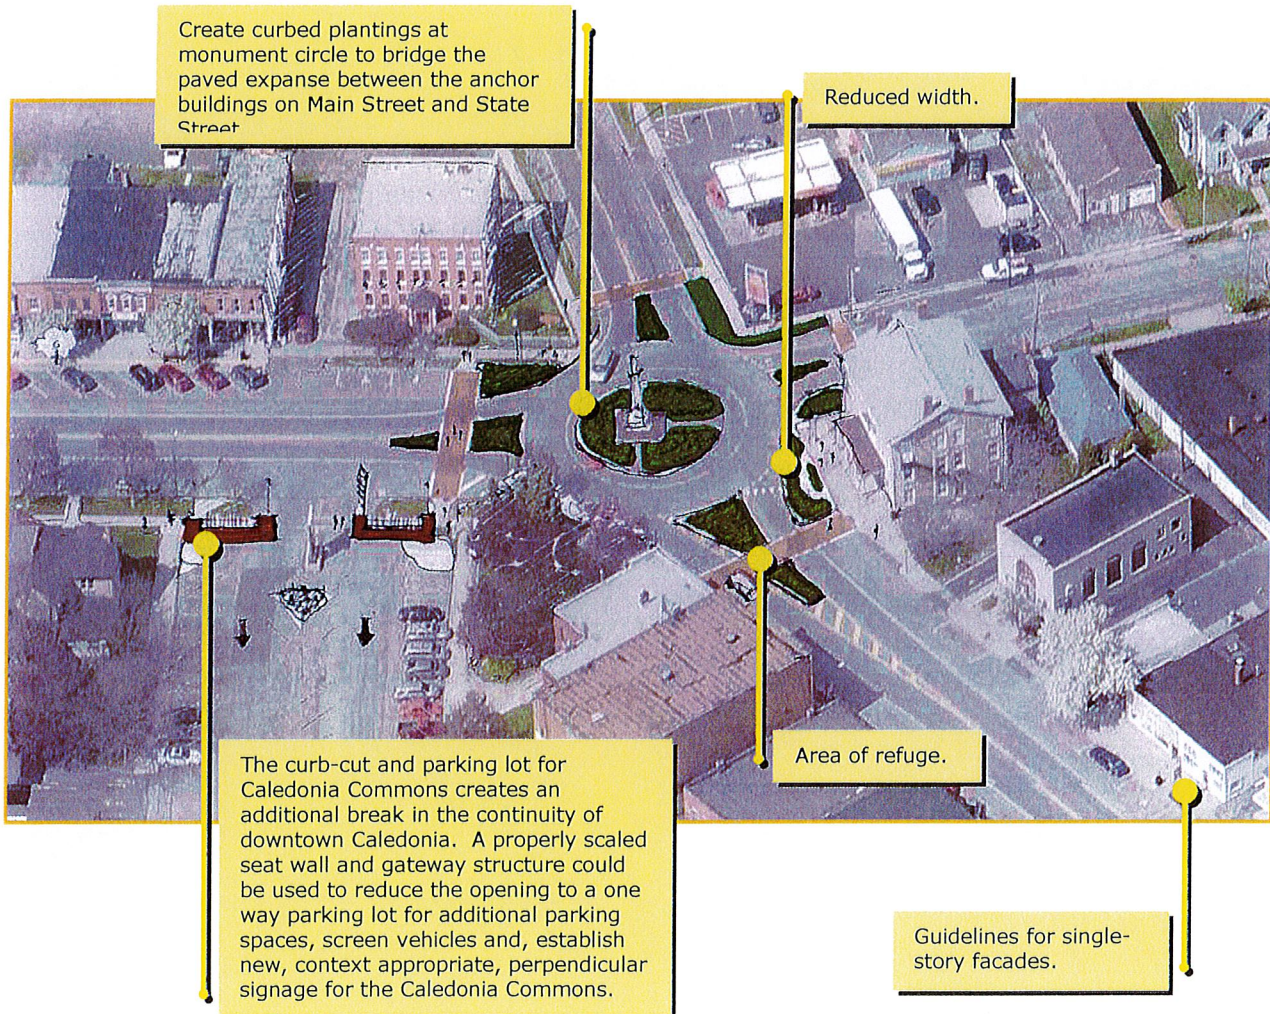 Create curbed plantings at
monument circle to bridge the
paved expanse between the anchor
buildings on Main Street and State
Street
Reduced width.
Area of refuge.
The curb-cut and parking lot for
Caledonia Commons creates an
additional break in the continuity of
downtown Caledonia.  A properly scaled
seat wall and gateway structure could
be used to reduce the opening to a one
way parking lot for additional parking
spaces, screen vehicles and, establish
new, context appropriate, perpendicular
signage for the Caledonia Commons.
Guidelines for single-
story facades.